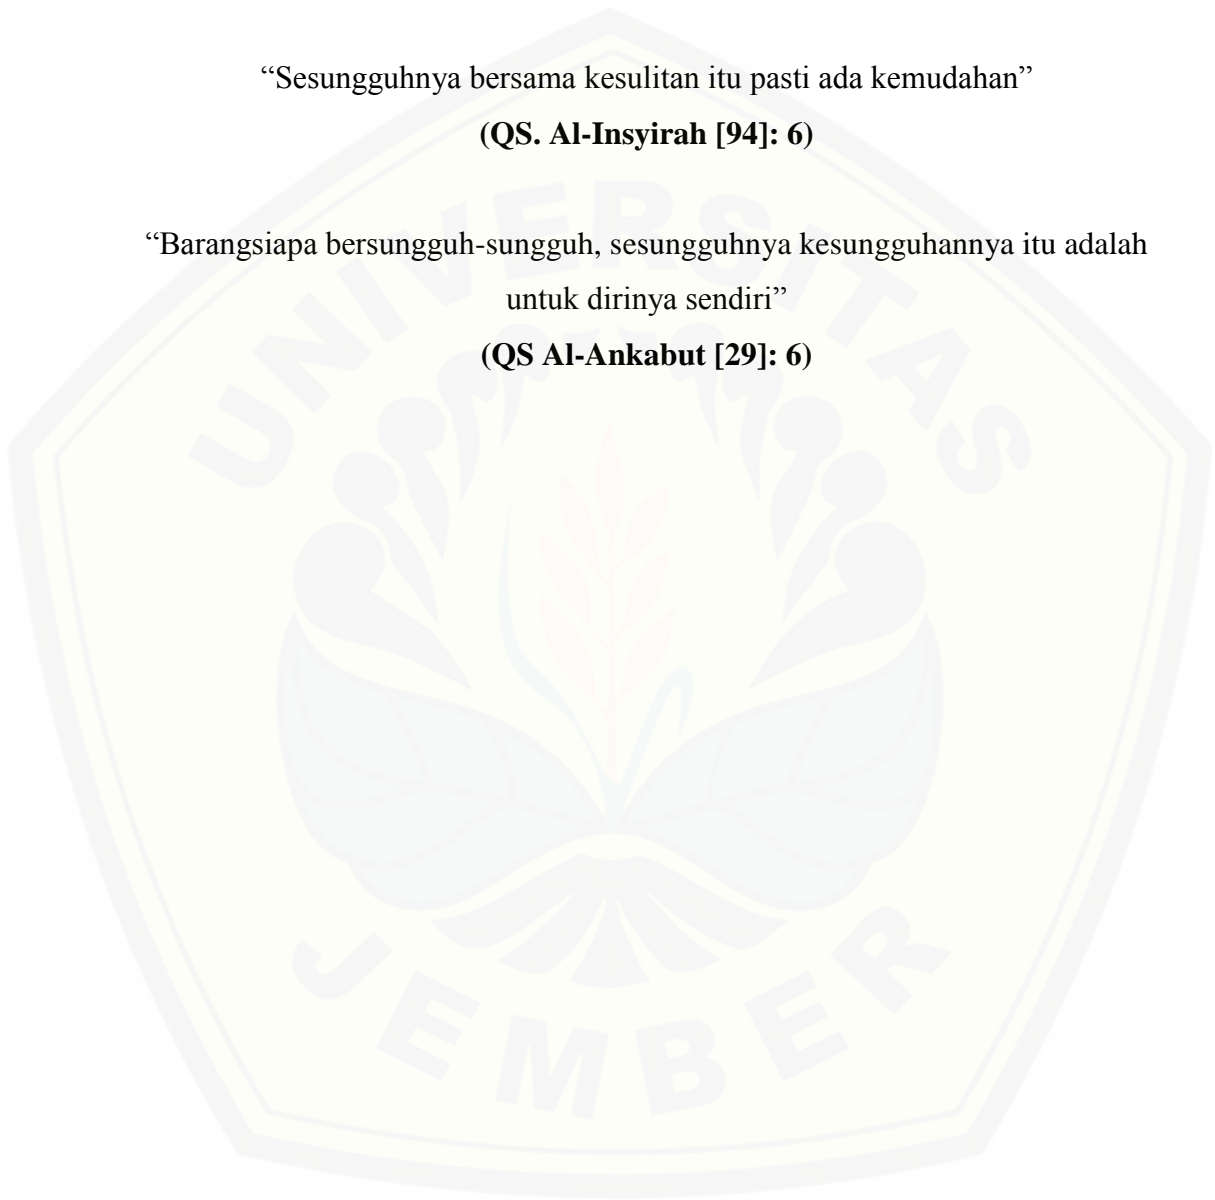 “Sesungguhnya bersama kesulitan itu pasti ada kemudahan”
(QS. Al-Insyirah [94]: 6)
“Barangsiapa bersungguh-sungguh, sesungguhnya kesungguhannya itu adalah
untuk dirinya sendiri”
(QS Al-Ankabut [29]: 6)
UNIVERSITAS
JEMBER